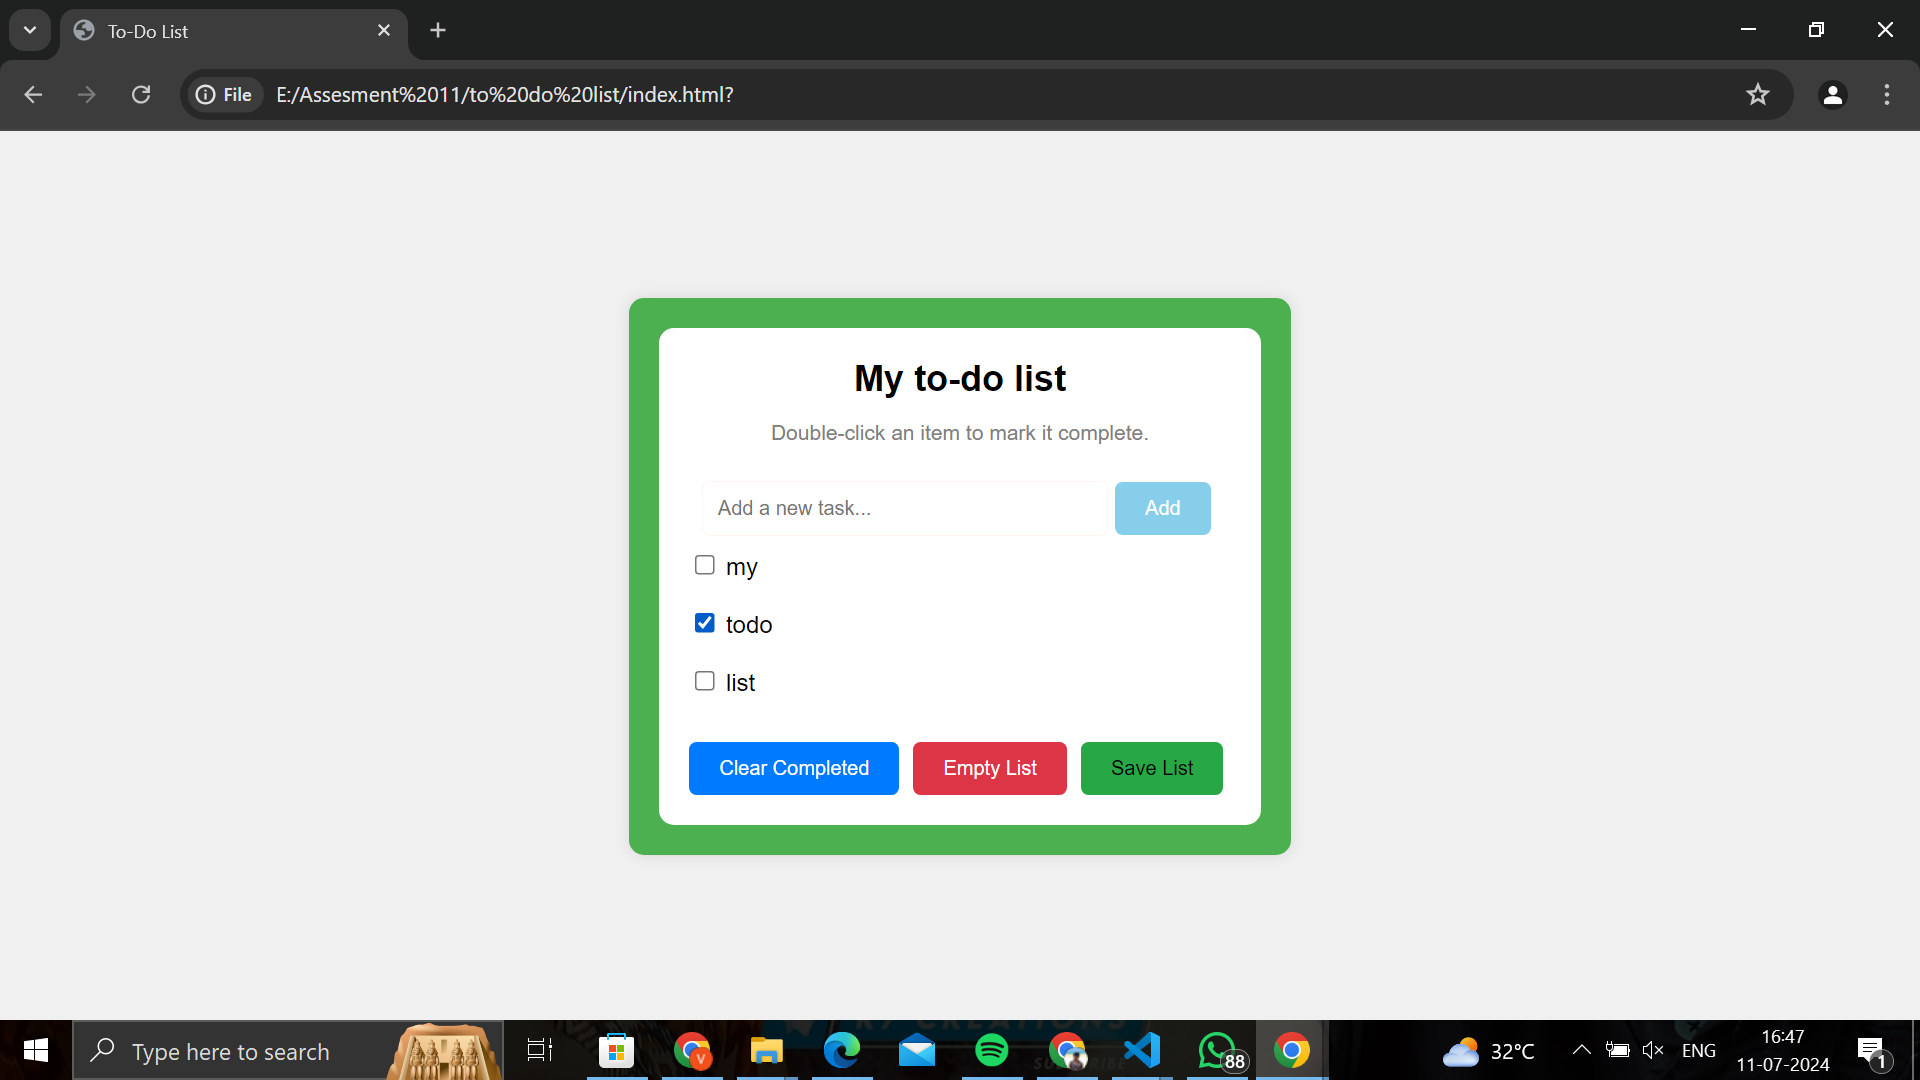 To-Do List
File
E:/Assesment%2011/to%20do%20list/index.html?
My to-do list
Double-click an item to mark it complete.
Add a new task...
Add
my
todo
list
Clear Completed
Empty List
Save List
Type here to search
V
CREATIONS
88
32°C
ENG
16:47
11-07-2024
1